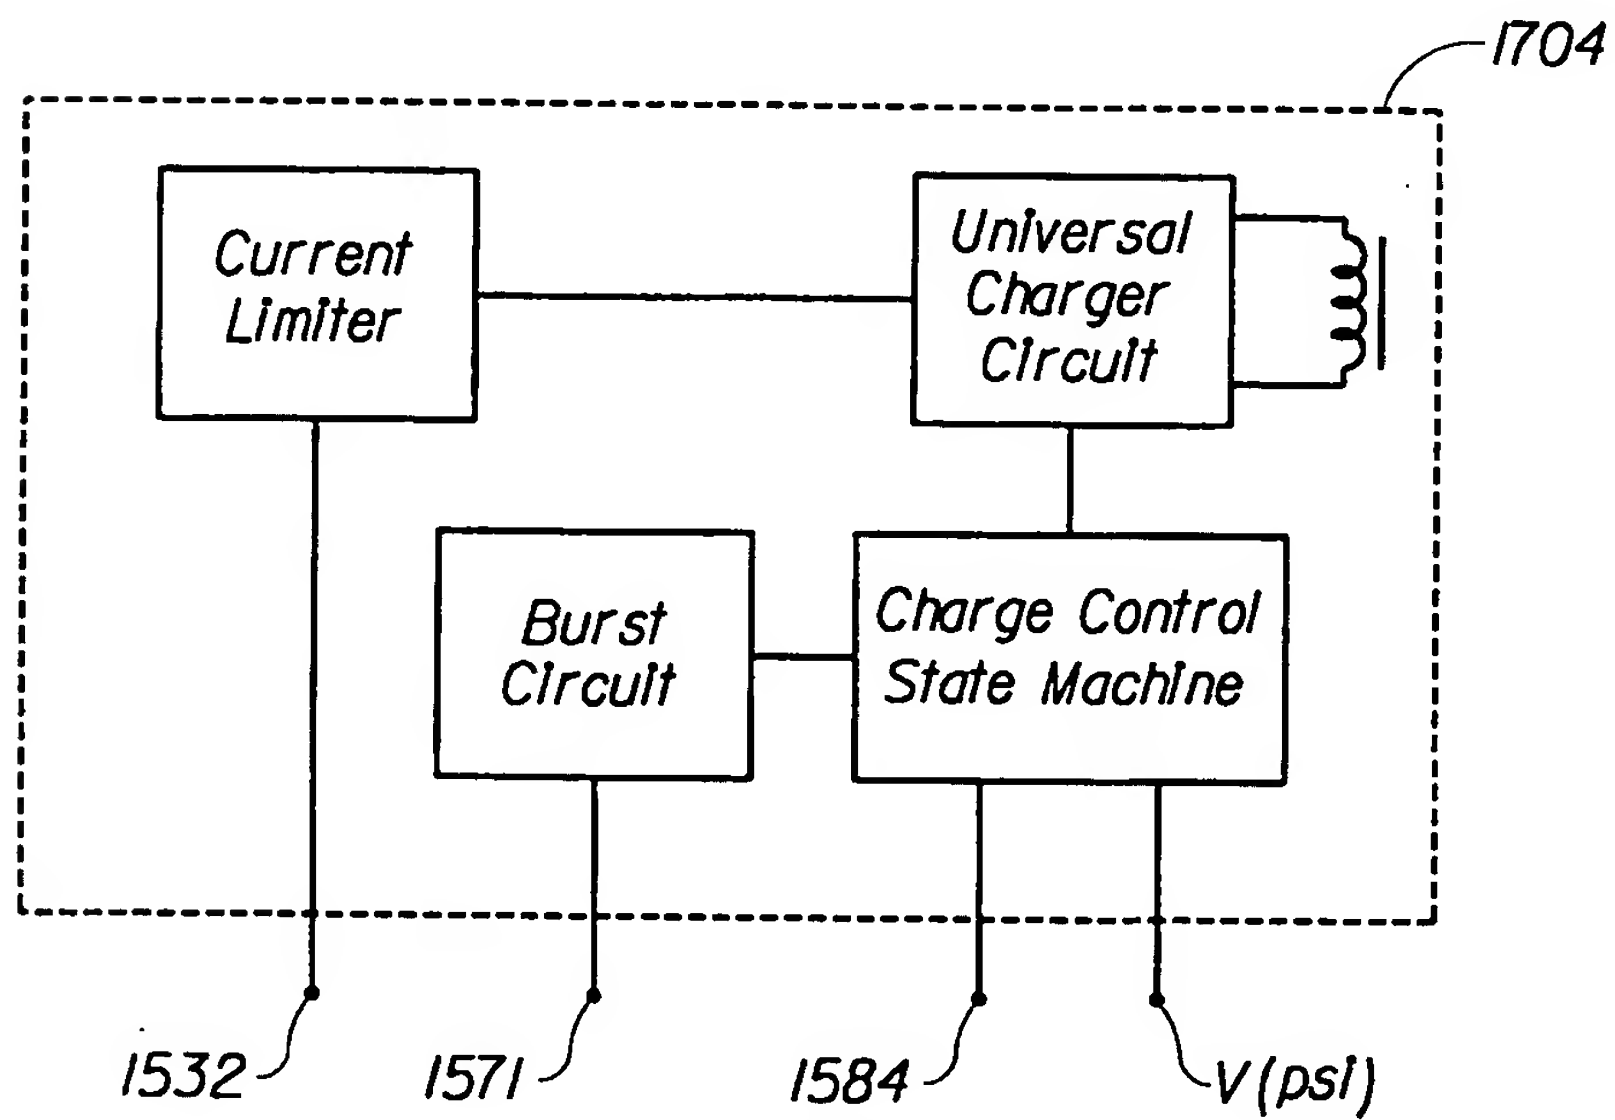 1704
Current
Limiter
Universal
Charger
Circuit
Burst
Circuit
Charge Control
State Machine
1532
1571
1584
V(psi)